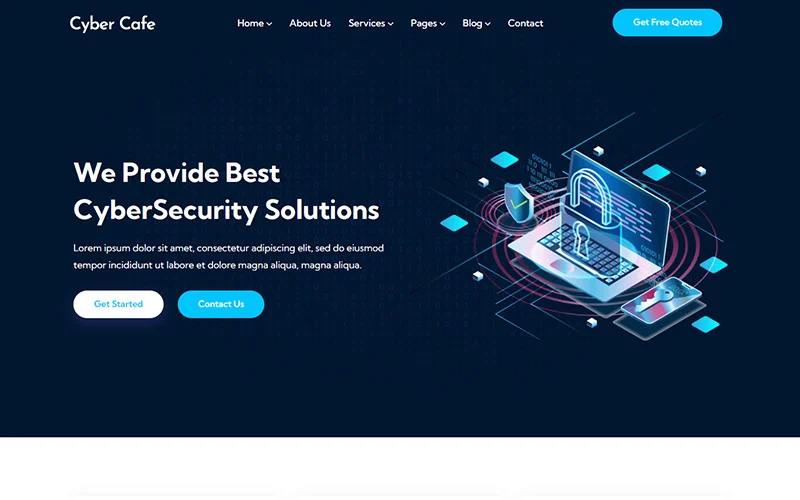 Cyber Cafe
Home
About Us
Services
Pages
Blog
Contact
Get Free Quotes
We Provide Best
CyberSecurity Solutions
Lorem ipsum dolor sit amet, consectetur adipiscing elit, sed do eiusmod
tempor incididunt ut labore et dolore magna aliqua, magna aliqua.
Get Started
Contact Us